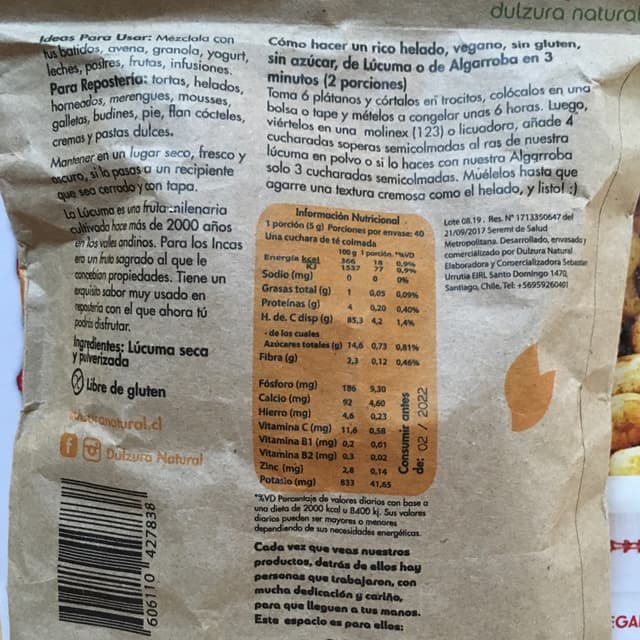 dulzura natural
Ideas Para Usar: Mézclala con
tus batidos, avena, granola, yogurt,
leches, postres, frutas, infusiones.
Para Repostería: tortas, helados,
horneados, merengues, mousses,
galletas, budines, pie, flan cócteles,
cremas y pastas dulces.
Mantener en un lugar seco, fresco y
oscuro, si lo pasas a un recipiente
que sea cerrado y con tapa.
La Lúcuma es una fruta milenaria
cultivada hace más de 2000 años
en los valles andinos. Para los Incas
era un fruto sagrado al que le
concebían propiedades. Tiene un
exquisito sabor muy usado en
repostería con el que ahora tú
podrás disfrutar.
Ingredientes: Lúcuma seca
y pulverizada
Libre de gluten
dulzuranatural.cl
Dulzura Natural
7 606110 427838
Cómo hacer un rico helado, vegano, sin gluten,
sin azúcar, de Lúcuma o de Algarroba en 3
minutos (2 porciones)
Toma 6 plátanos y córtalos en trocitos, colócalos en una
bolsa o tape y mételos a congelar unas 6 horas. Luego,
viértelos en una molinex (123) o licuadora, añade 4
cucharadas soperas semicolmadas al ras de nuestra
lúcuma en polvo o si lo haces con nuestra Algarroba
solo 3 cucharadas semicolmadas. Muélelos hasta que
agarre una textura cremosa como el helado, y listo! :)
Información Nutricional
1 porción (5 g) Porciones por envase: 40
Una cuchara de té colmada
100 g 1 porción *%VD
Energía kcal 366 18 0,9%
KJ 1537 77 0,9%
Sodio (mg) 0 0 0%
Grasas total (g) 1 0,05 0,09%
Proteínas (g) 4 0,20 0,40%
H. de C disp (g) 85,3 4,2 1,4%
- de los cuales
Azúcares totales (g) 14,6 0,73 0,81%
Fibra (g) 2,3 0,12 0,46%
Fósforo (mg) 186 9,30
Calcio (mg) 92 4,60
Hierro (mg) 4,6 0,23
Vitamina C (mg) 11,6 0,58
Vitamina B1 (mg) 0,2 0,01
Vitamina B2 (mg) 0,3 0,02
Zinc (mg) 2,8 0,14
Potasio (mg) 833 41,65
Consumir antes
de: 02 / 2022
*%VD Porcentaje de valores diarios con base a
una dieta de 2000 kcal u 8400 kj. Sus valores
diarios pueden ser mayores o menores
dependiendo de sus necesidades energéticas.
Cada vez que veas nuestros
productos, detrás de ellos hay
personas que trabajaron, con
mucha dedicación y cariño,
para que lleguen a tus manos.
Este espacio es para ellos:
Lote 08.19 . Res. N° 1713350647 del
21/09/2017 Seremi de Salud
Metropolitana. Desarrollado, envasado y
comercializado por Dulzura Natural
Elaboradora y Comercializadora Sebastian
Urrutia EIRL Santo Domingo 1470,
Santiago, Chile, Tel: +56959260401
EGA